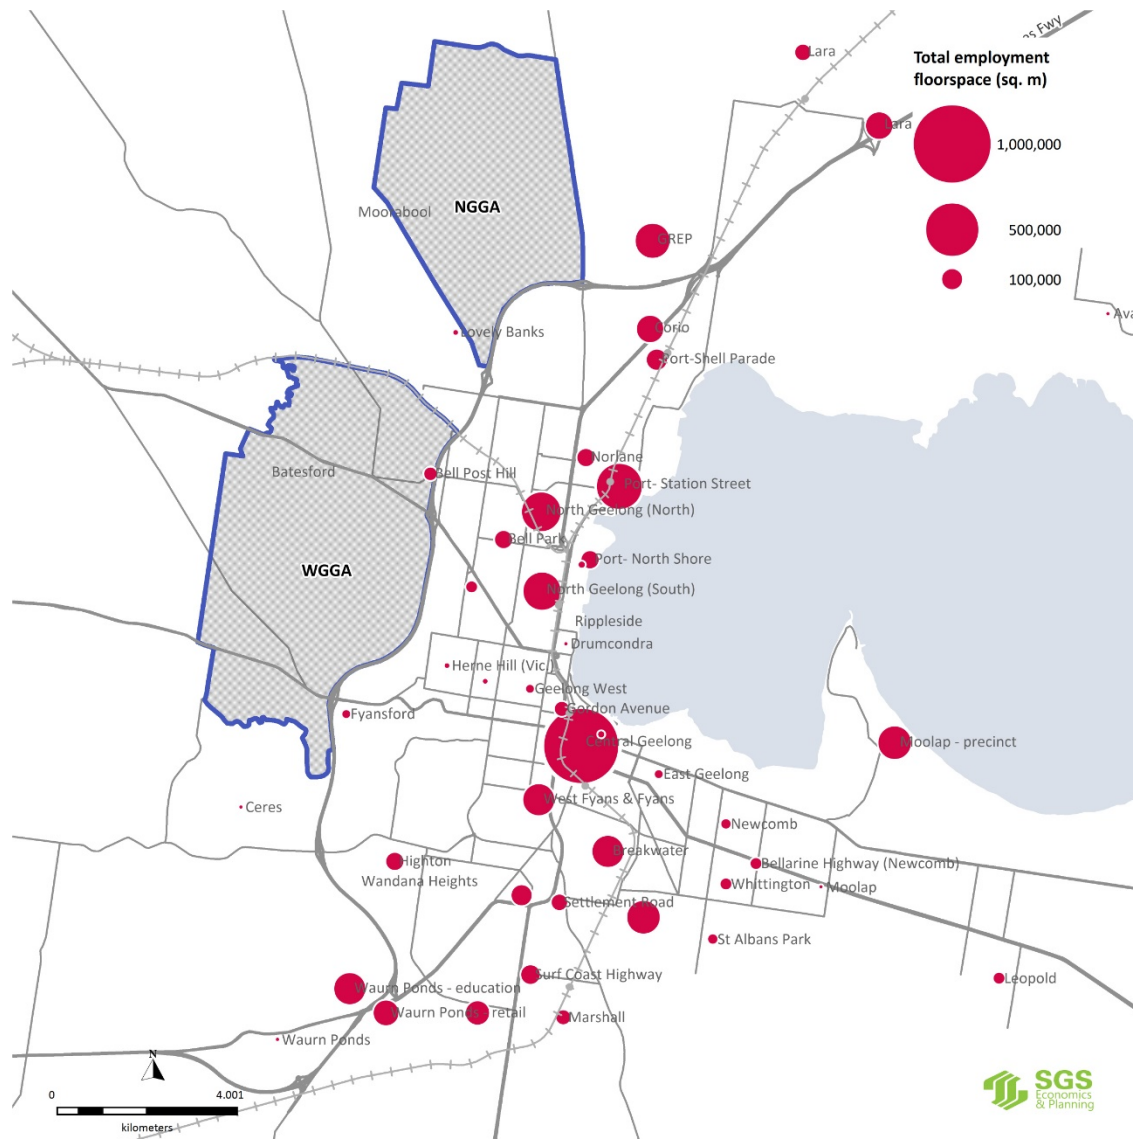 Lara
es Fwy
Total employment
floorspace (sq. m)
1,000,000
500,000
100,000
Lara
NGGA
Moorabool
GREP
Ava
Lovely Banks
Corio
Port-Shell Parade
Norlane
Batesford
Bell Post Hill
Port- Station Street
North Geelong (North)
Bell Park
Port- North Shore
WGGA
North Geelong (South)
Rippleside
Drumcondra
Herne Hill (Vic.)
Geelong West
Gordon Avenue
Fyansford
Central Geelong
Moolap - precinct
East Geelong
West Fyans & Fyans
Ceres
Newcomb
Breakwater
Highton
Bellarine Highway (Newcomb)
Wandana Heights
Whittington
Moolap
Settlement Road
St Albans Park
Surf Coast Highway
Leopold
Waurn Ponds - education
Waurn Ponds - retail
Marshall
Waurn Ponds
N
0
4.001
kilometers
SGS
Economics
& Planning